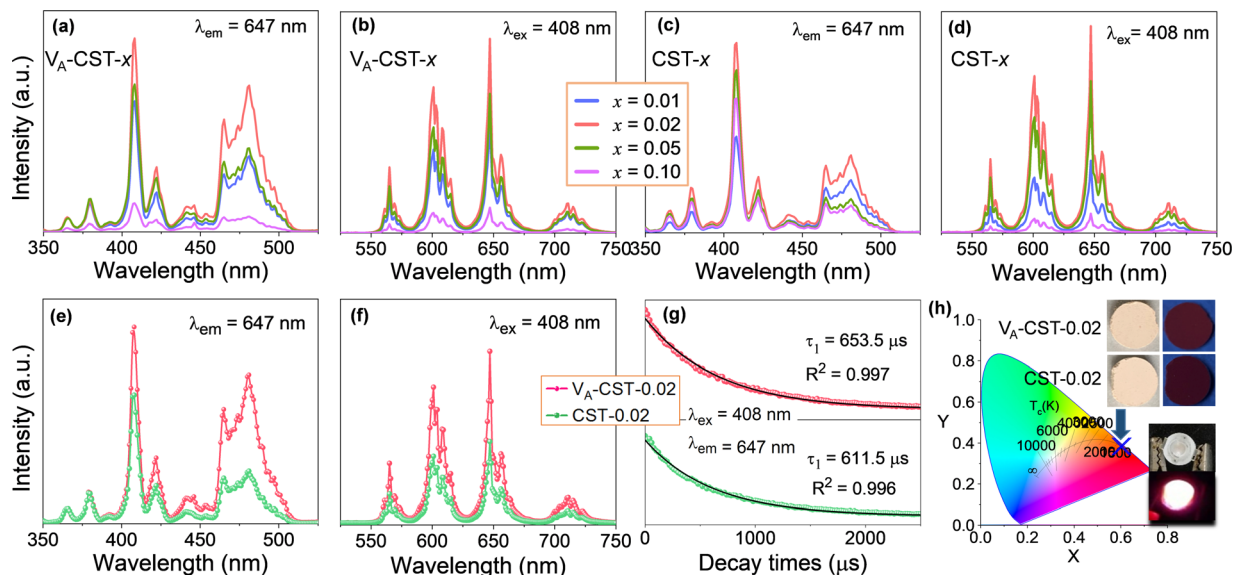 (a)
λem = 647 nm
VA-CST-x
Intensity (a.u.)
350 400 450 500
Wavelength (nm)
(b)
λex = 408 nm
VA-CST-x
550 600 650 700 750
Wavelength (nm)
x = 0.01
x = 0.02
x = 0.05
x = 0.10
(c)
λem = 647 nm
CST-x
350 400 450 500
Wavelength (nm)
(d)
λex = 408 nm
CST-x
550 600 650 700 750
Wavelength (nm)
(e)
λem = 647 nm
Intensity (a.u.)
350 400 450 500
Wavelength (nm)
(f)
λex = 408 nm
550 600 650 700 750
Wavelength (nm)
VA-CST-0.02
CST-0.02
(g)
τ1 = 653.5 μs
R2 = 0.997
λex = 408 nm
λem = 647 nm
τ1 = 611.5 μs
R2 = 0.996
0 1000 2000
Decay times (μs)
(h)
VA-CST-0.02
CST-0.02
Tc(K)
10000
6000
4000
2500
∞
Y
1.0
0.8
0.6
0.4
0.2
0.0
0.0 0.2 0.4 0.6 0.8 1.0
X